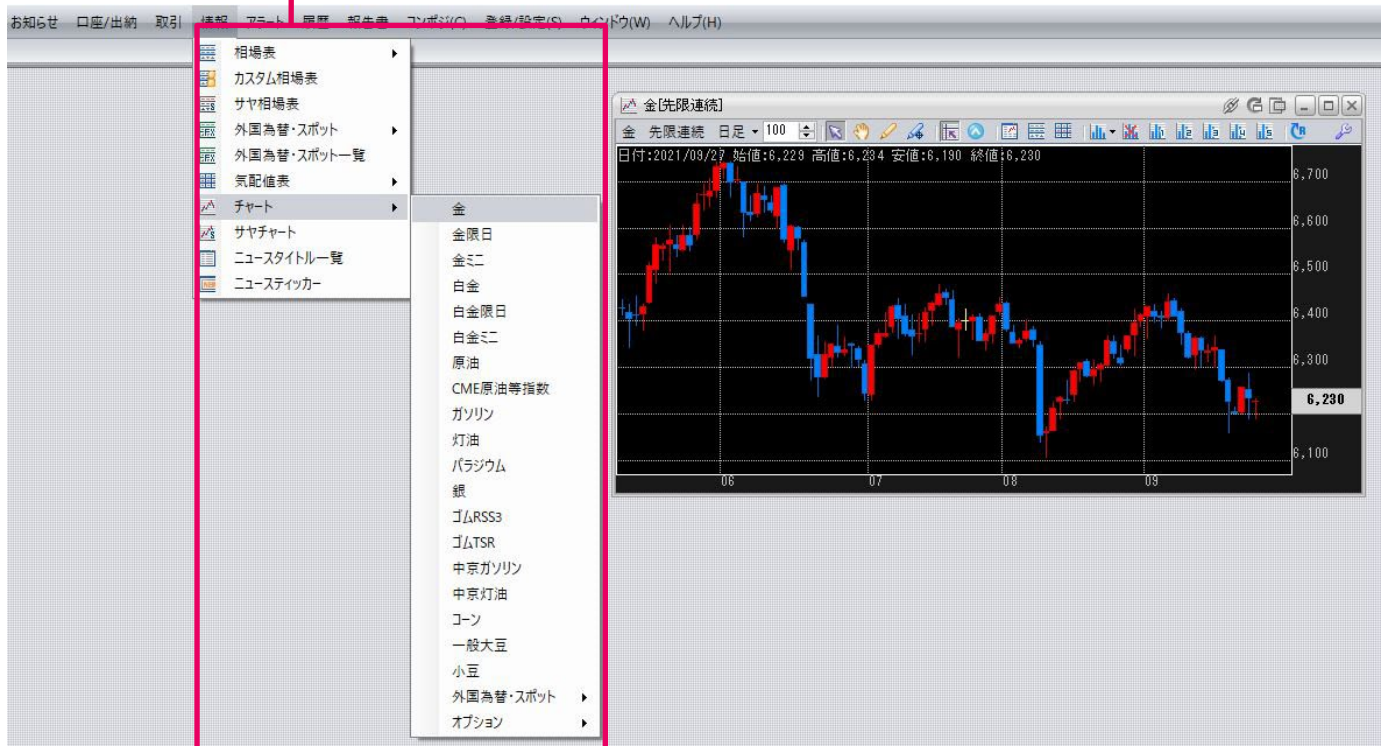 お知らせ 口座/出納 取引 情報 アラート 履歴 報告書 コンポジ(C) 登録/設定(S) ウィンドウ(W) ヘルプ(H)
相場表
カスタム相場表
サヤ相場表
外国為替・スポット
外国為替・スポット一覧
気配値表
チャート
サヤチャート
ニュースタイトル一覧
ニュースティッカー
金
金限日
金ミニ
白金
白金限日
白金ミニ
原油
CME原油等指数
ガソリン
灯油
パラジウム
銀
ゴムRSS3
ゴムTSR
中京ガソリン
中京灯油
コーン
一般大豆
小豆
外国為替・スポット
オプション
金[先限連続]
金 先限連続 日足 100
日付:2021/09/27 始値:6,229 高値:6,234 安値:6,190 終値:6,230
6,700
6,600
6,500
6,400
6,300
6,230
6,100
06 07 08 09